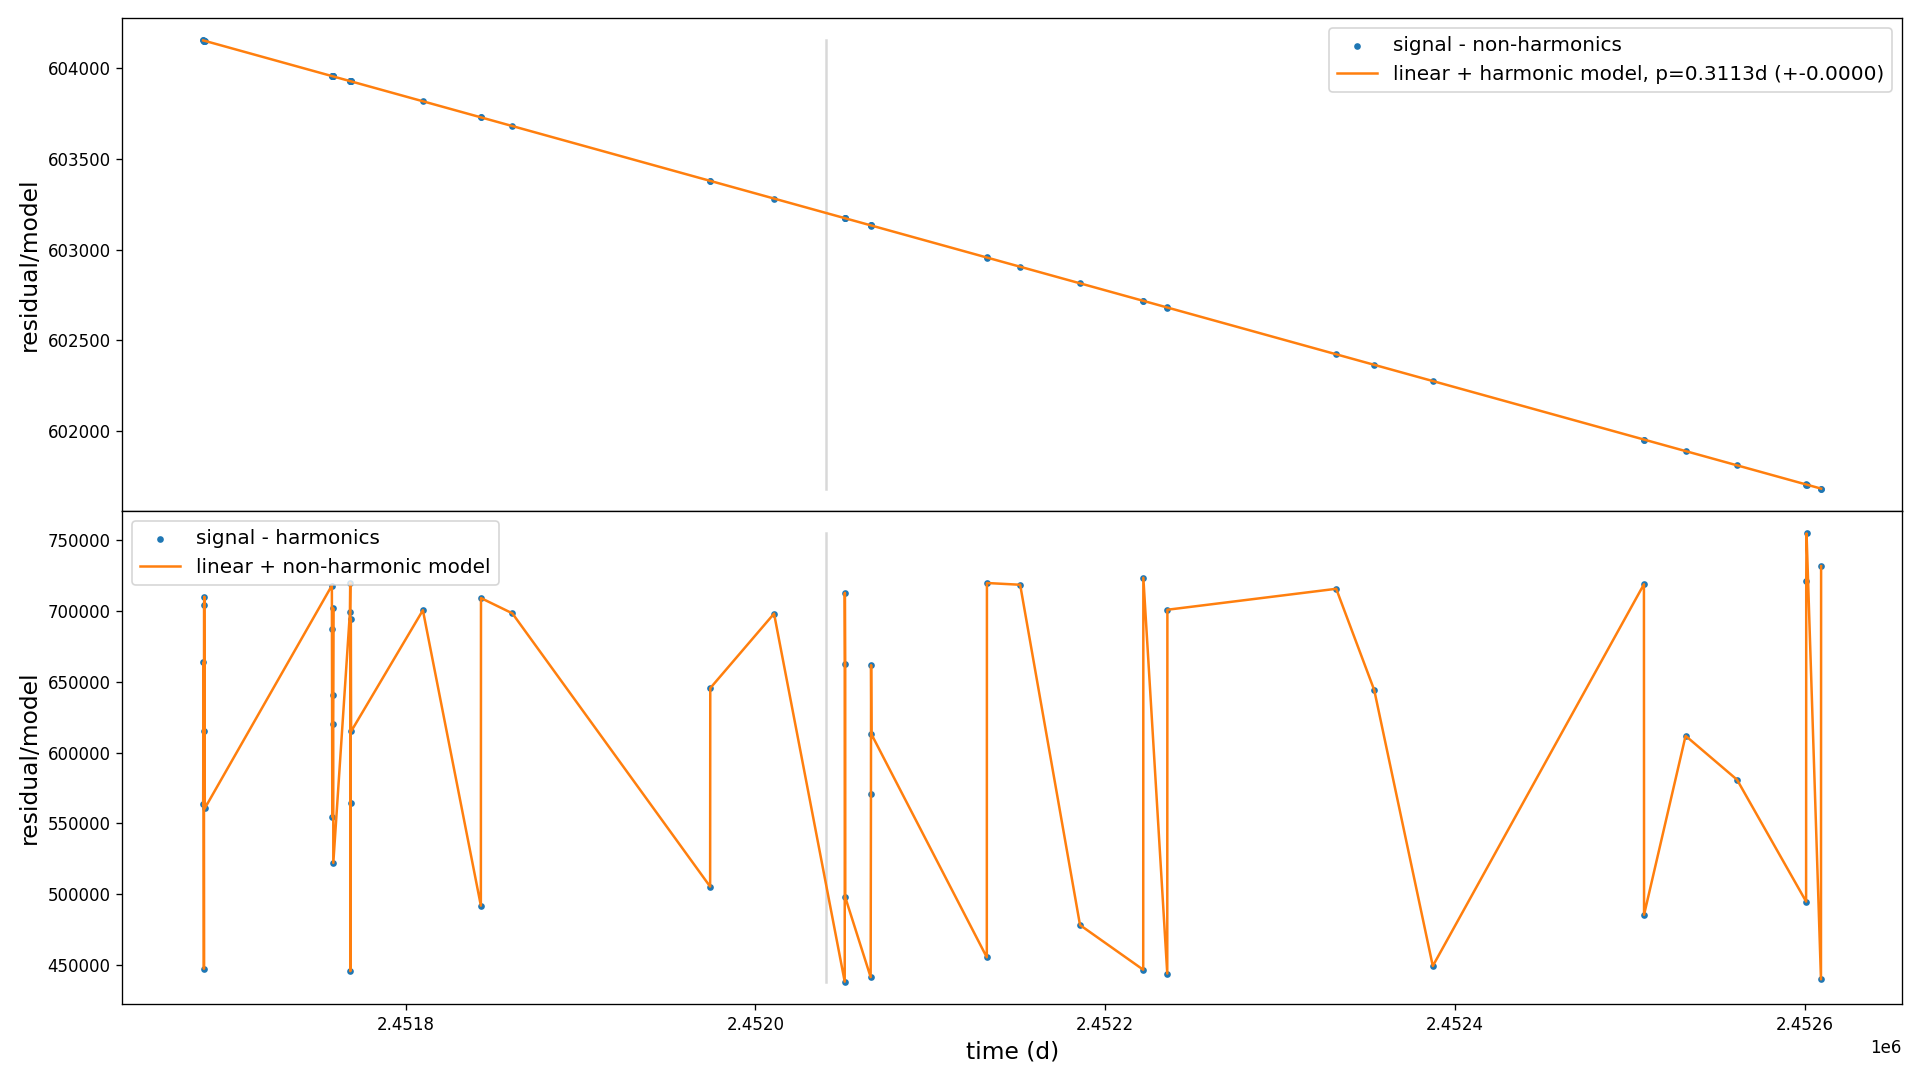 signal - non-harmonics
linear + harmonic model, p=0.3113d (+-0.0000)
604000
603500
603000
602500
602000
residual/model
signal - harmonics
linear + non-harmonic model
750000
700000
650000
600000
550000
500000
450000
residual/model
2.4518
2.4520
2.4522
2.4524
2.4526
1e6
time (d)